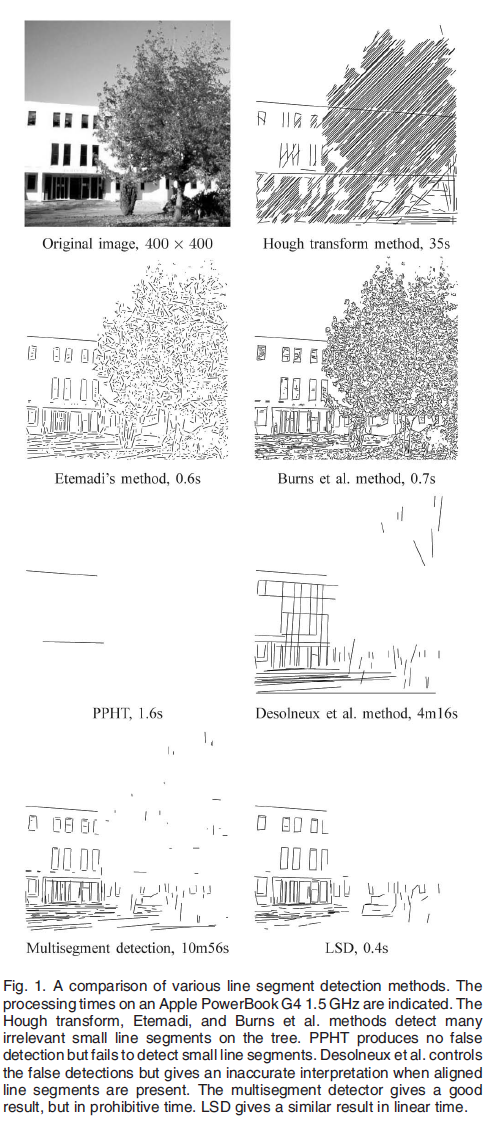 Original image, 400 × 400
Hough transform method, 35s
Etemadi's method, 0.6s
Burns et al. method, 0.7s
PPHT, 1.6s
Desolneux et al. method, 4m16s
Multisegment detection, 10m56s
LSD, 0.4s
Fig. 1. A comparison of various line segment detection methods. The
processing times on an Apple PowerBook G4 1.5 GHz are indicated. The
Hough transform, Etemadi, and Burns et al. methods detect many
irrelevant small line segments on the tree. PPHT produces no false
detection but fails to detect small line segments. Desolneux et al. controls
the false detections but gives an inaccurate interpretation when aligned
line segments are present. The multisegment detector gives a good
result, but in prohibitive time. LSD gives a similar result in linear time.